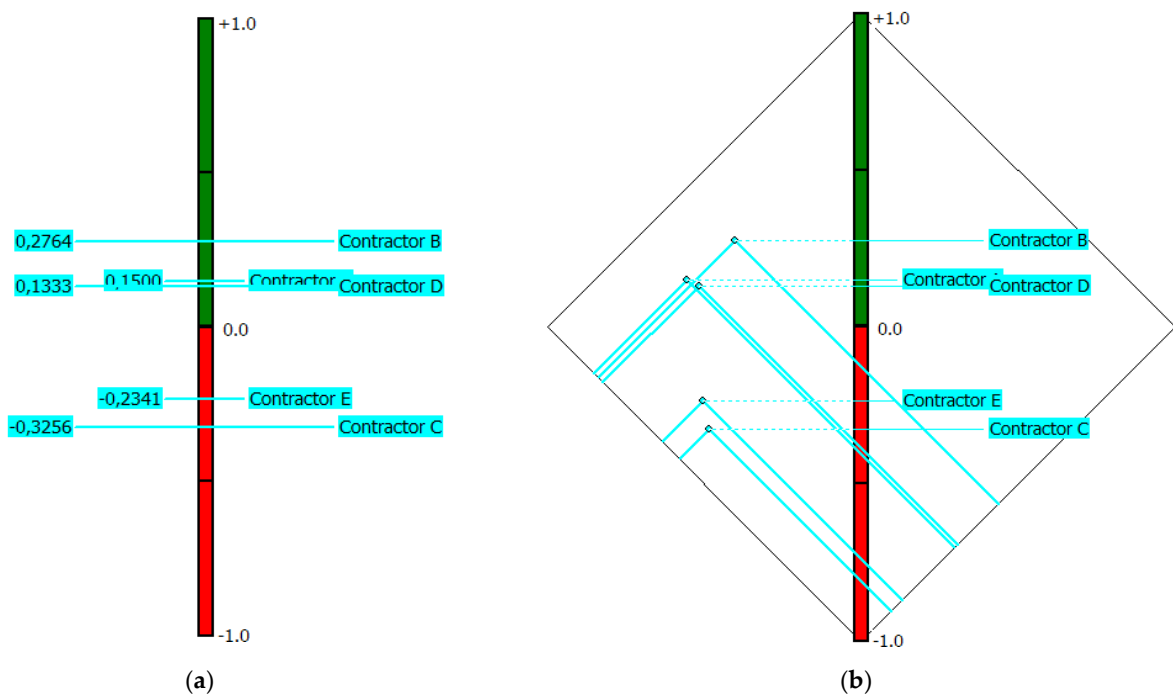 +1.0
0,2764
Contractor B
0,1500
Contractor
0,1333
Contractor D
0.0
-0,2341
Contractor E
-0,3256
Contractor C
-1.0
(a)
+1.0
Contractor B
Contractor
Contractor D
0.0
Contractor E
Contractor C
-1.0
(b)